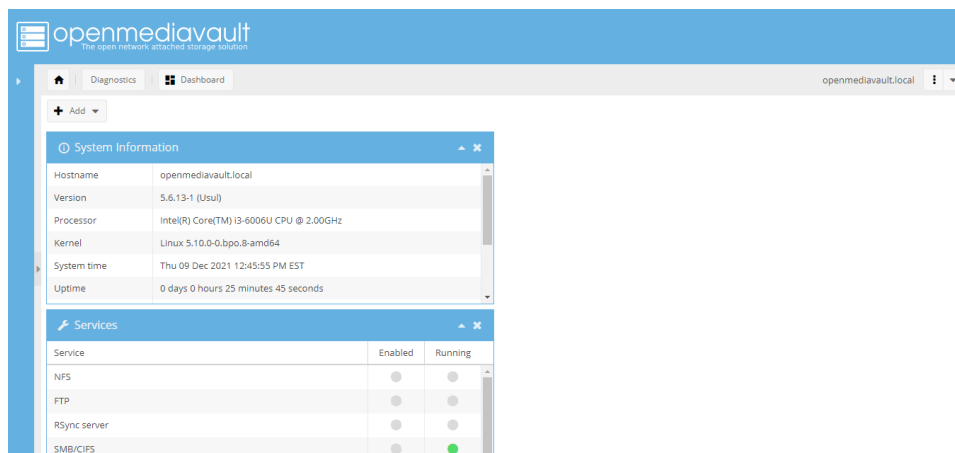 openmediavault
The open network attached storage solution
Diagnostics Dashboard openmediavault.local
Add
System Information
Hostname openmediavault.local
Version 5.6.13-1 (Usul)
Processor Intel(R) Core(TM) i3-6006U CPU @ 2.00GHz
Kernel Linux 5.10.0-0.bpo.8-amd64
System time Thu 09 Dec 2021 12:45:55 PM EST
Uptime 0 days 0 hours 25 minutes 45 seconds
Services
Service Enabled Running
NFS
FTP
RSync server
SMB/CIFS